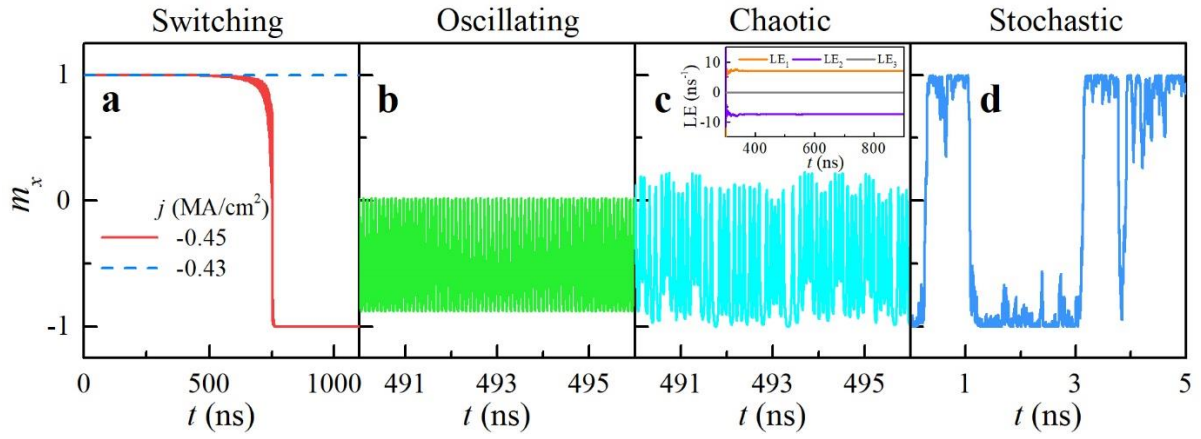 Switching
Oscillating
Chaotic
Stochastic
a
b
c
d
m_x
1
0
-1
j (MA/cm²)
-0.45
-0.43
LE₁ LE₂ LE₃
LE (ns⁻¹)
10
0
-10
400 600 800
t (ns)
0 500 1000
491 493 495
491 493 495
1 3 5
t (ns)
t (ns)
t (ns)
t (ns)